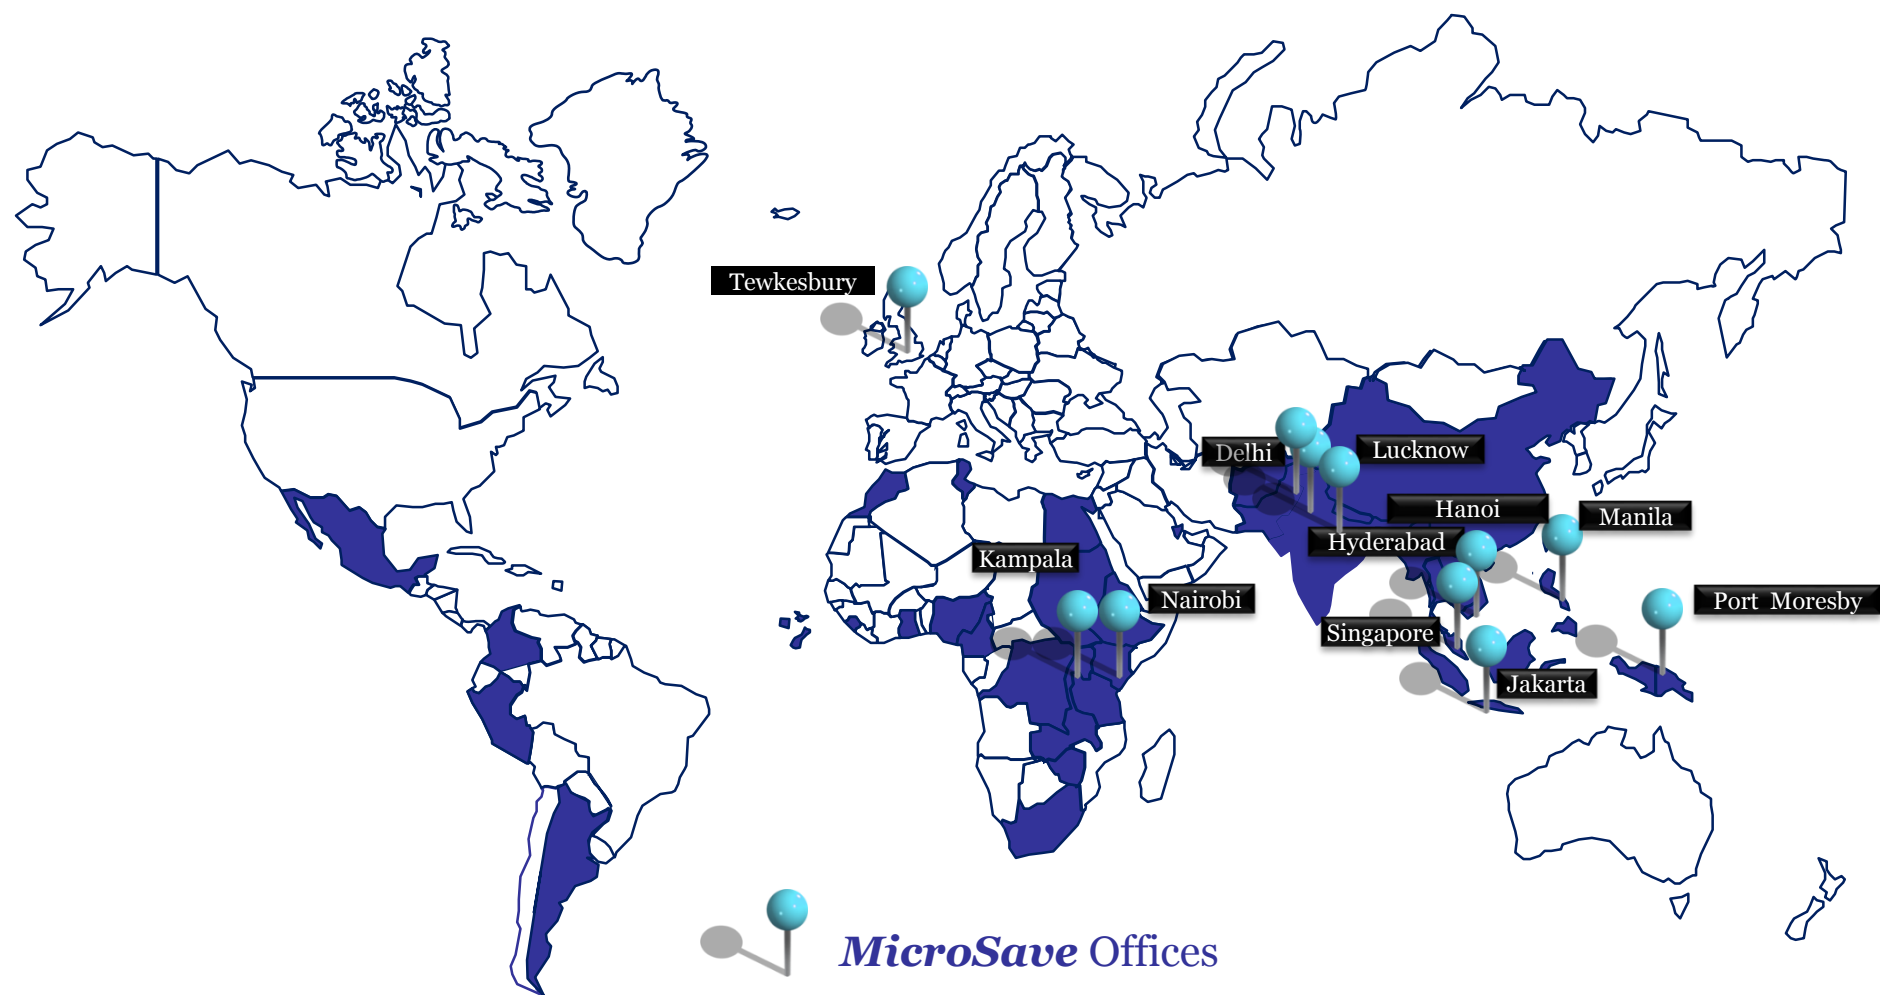 Tewkesbury
Delhi
Lucknow
Hanoi
Manila
Hyderabad
Kampala
Nairobi
Port Moresby
Singapore
Jakarta
MicroSave Offices